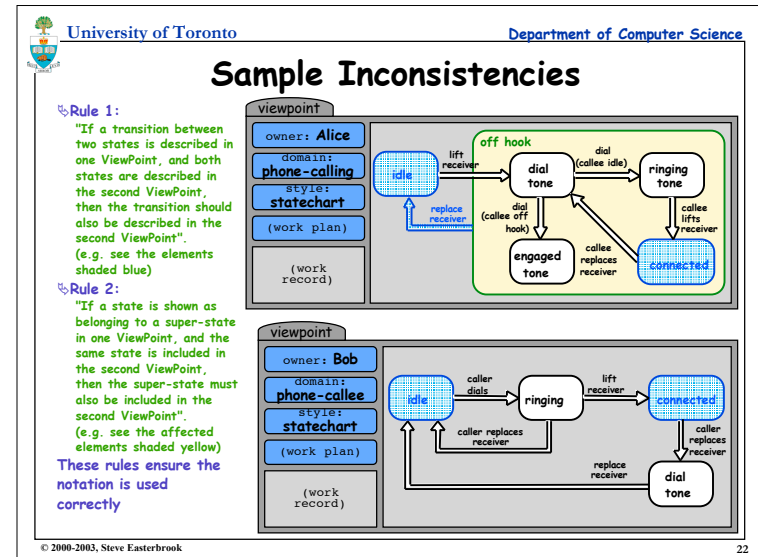 University of Toronto
Department of Computer Science
Sample Inconsistencies
Rule 1:
"If a transition between
two states is described in
one ViewPoint, and both
states are described in
the second ViewPoint,
then the transition should
also be described in the
second ViewPoint".
(e.g. see the elements
shaded blue)
Rule 2:
"If a state is shown as
belonging to a super-state
in one ViewPoint, and the
same state is included in
the second ViewPoint,
then the super-state must
also be included in the
second ViewPoint".
(e.g. see the affected
elements shaded yellow)
These rules ensure the
notation is used
correctly
viewpoint
owner: Alice
domain:
phone-calling
style:
statechart
(work plan)
(work
record)
idle
lift
receiver
replace
receiver
off hook
dial
tone
dial
(callee idle)
ringing
tone
dial
(callee off
hook)
engaged
tone
callee
replaces
receiver
callee
lifts
receiver
connected
viewpoint
owner: Bob
domain:
phone-callee
style:
statechart
(work plan)
(work
record)
idle
caller
dials
ringing
lift
receiver
connected
caller replaces
receiver
caller
replaces
receiver
replace
receiver
dial
tone
© 2000-2003, Steve Easterbrook
22